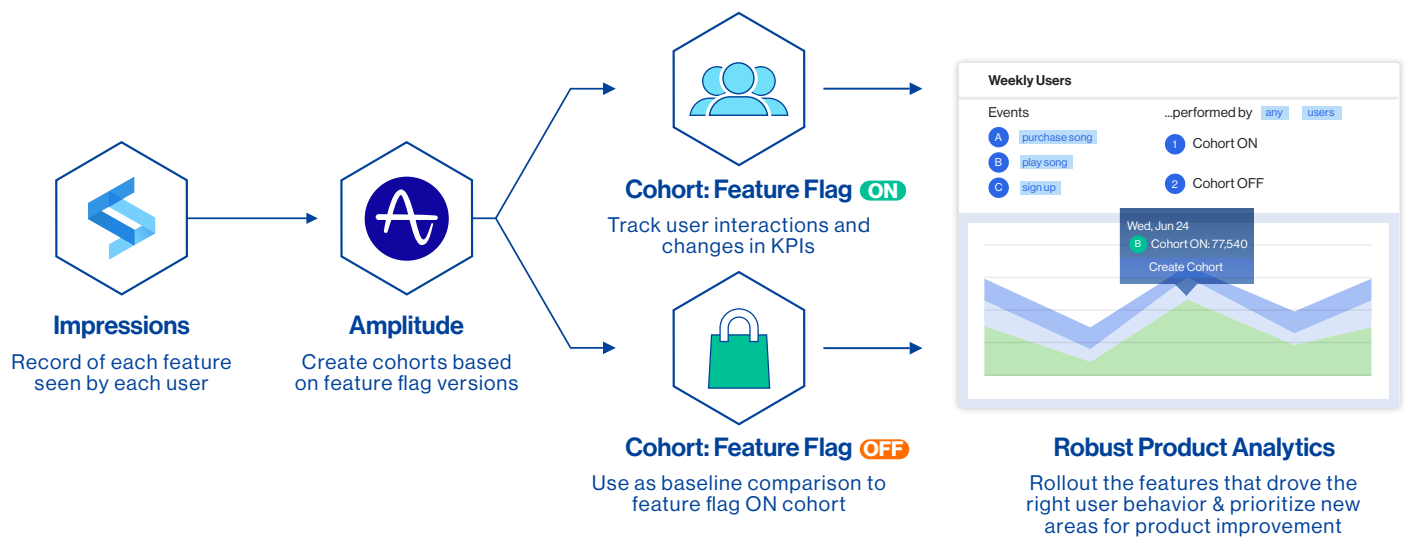 Impressions
Record of each feature
seen by each user
Amplitude
Create cohorts based
on feature flag versions
Cohort: Feature Flag ON
Track user interactions and
changes in KPIs
Cohort: Feature Flag OFF
Use as baseline comparison to
feature flag ON cohort
Weekly Users
Events
A purchase song
B play song
C sign up
...performed by any users
1 Cohort ON
2 Cohort OFF
Wed, Jun 24
B Cohort ON: 77,540
Create Cohort
Robust Product Analytics
Rollout the features that drove the
right user behavior & prioritize new
areas for product improvement